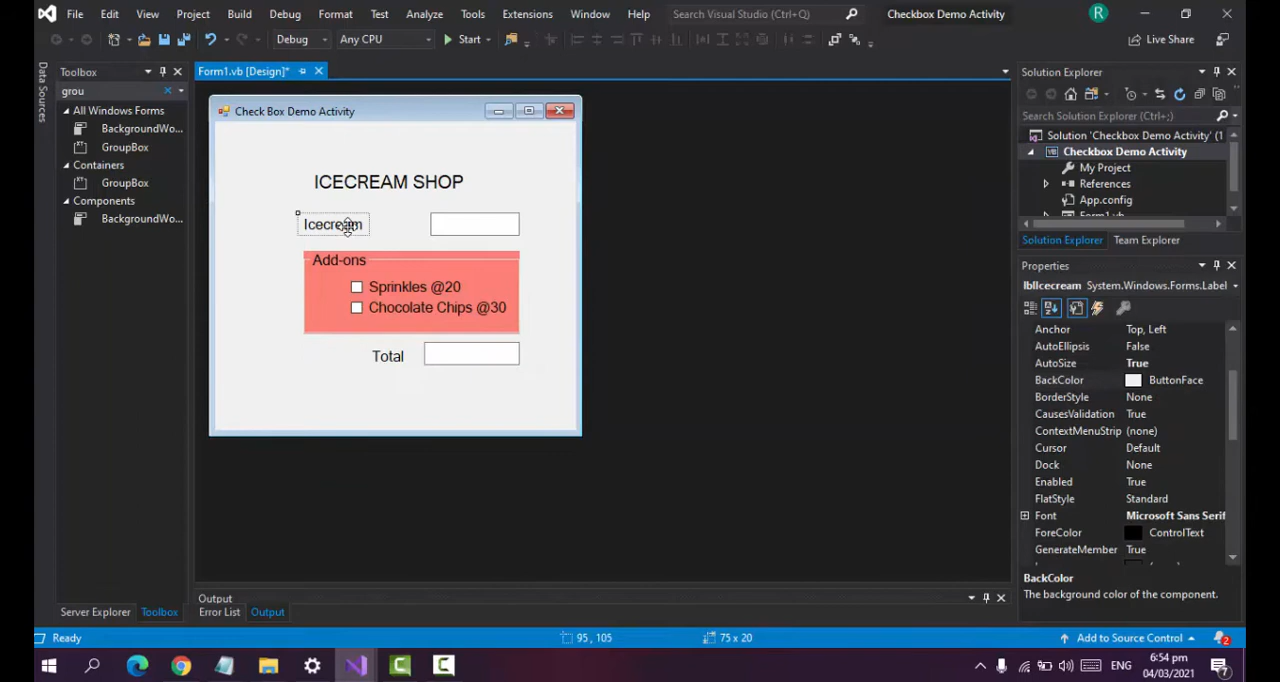 File Edit View Project Build Debug Format Test Analyze Tools Extensions Window Help Search Visual Studio (Ctrl+Q) Checkbox Demo Activity R
Debug Any CPU Start Live Share
Data Sources
Toolbox
grou
All Windows Forms
BackgroundWo...
GroupBox
Containers
GroupBox
Components
BackgroundWo...
Form1.vb [Design]*
Check Box Demo Activity
ICECREAM SHOP
Icecream
Add-ons
Sprinkles @20
Chocolate Chips @30
Total
Solution Explorer
Search Solution Explorer (Ctrl+;)
Solution 'Checkbox Demo Activity' (1
VB Checkbox Demo Activity
My Project
References
App.config
Form1.vb
Solution Explorer Team Explorer
Properties
lblIcecream System.Windows.Forms.Label
Anchor Top, Left
AutoEllipsis False
AutoSize True
BackColor ButtonFace
BorderStyle None
CausesValidation True
ContextMenuStrip (none)
Cursor Default
Dock None
Enabled True
FlatStyle Standard
Font Microsoft Sans Serif
ForeColor ControlText
GenerateMember True
BackColor
The background color of the component.
Output
Server Explorer Toolbox Error List Output
Ready 95, 105 75 x 20 Add to Source Control 2
ENG 6:54 pm
04/03/2021 7